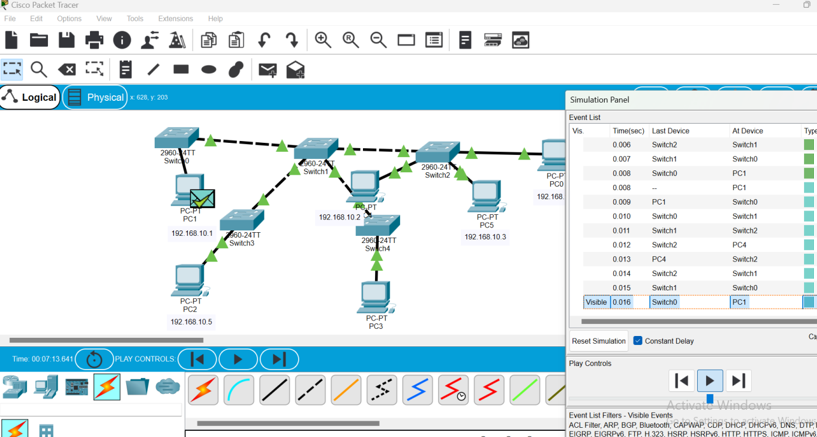 Cisco Packet Tracer
File Edit Options View Tools Extensions Help
Logical Physical x: 628, y: 203
2960-24TT
Switch0
2960-24TT
Switch1
2960-24TT
Switch2
PC-PT
PC0
192.168.
PC-PT
PC1
192.168.10.1
PC-PT
192.168.10.2
PC-PT
PC5
192.168.10.3
2960-24TT
Switch3
2960-24TT
Switch4
PC-PT
PC2
192.168.10.5
PC-PT
PC3
Time: 00:07:13.641 PLAY CONTROLS
Simulation Panel
Event List
Vis. Time(sec) Last Device At Device Type
0.006 Switch2 Switch1
0.007 Switch1 Switch0
0.008 Switch0 PC1
0.008 -- PC1
0.009 PC1 Switch0
0.010 Switch0 Switch1
0.011 Switch1 Switch2
0.012 Switch2 PC4
0.013 PC4 Switch2
0.014 Switch2 Switch1
0.015 Switch1 Switch0
Visible 0.016 Switch0 PC1
Reset Simulation Constant Delay Ca
Play Controls
Activate Windows
Go to Settings to activate Windows
Event List Filters - Visible Events
ACL Filter, ARP, BGP, Bluetooth, CAPWAP, CDP, DHCP, DHCPv6, DNS, DTP,
EIGRP, EIGRPv6, FTP, H.323, HSRP, HSRPv6, HTTP, HTTPS, ICMP, ICMPv6